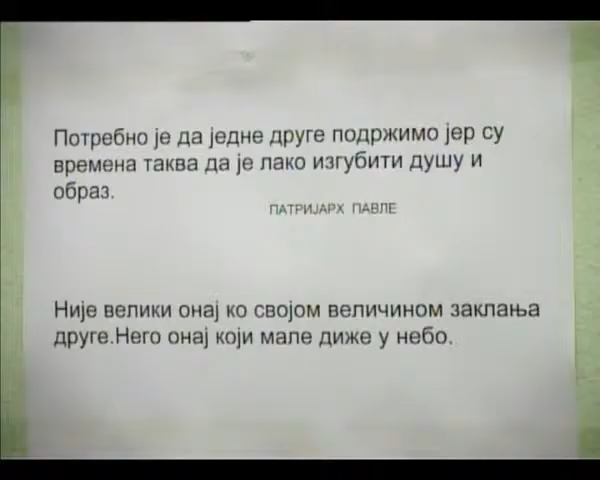 Потребно је да једне друге подржимо јер су
времена таква да је лако изгубити душу и
образ.
ПАТРИЈАРХ ПАВЛЕ
Није велики онај ко својом величином заклања
друге.Него онај који мале диже у небо.